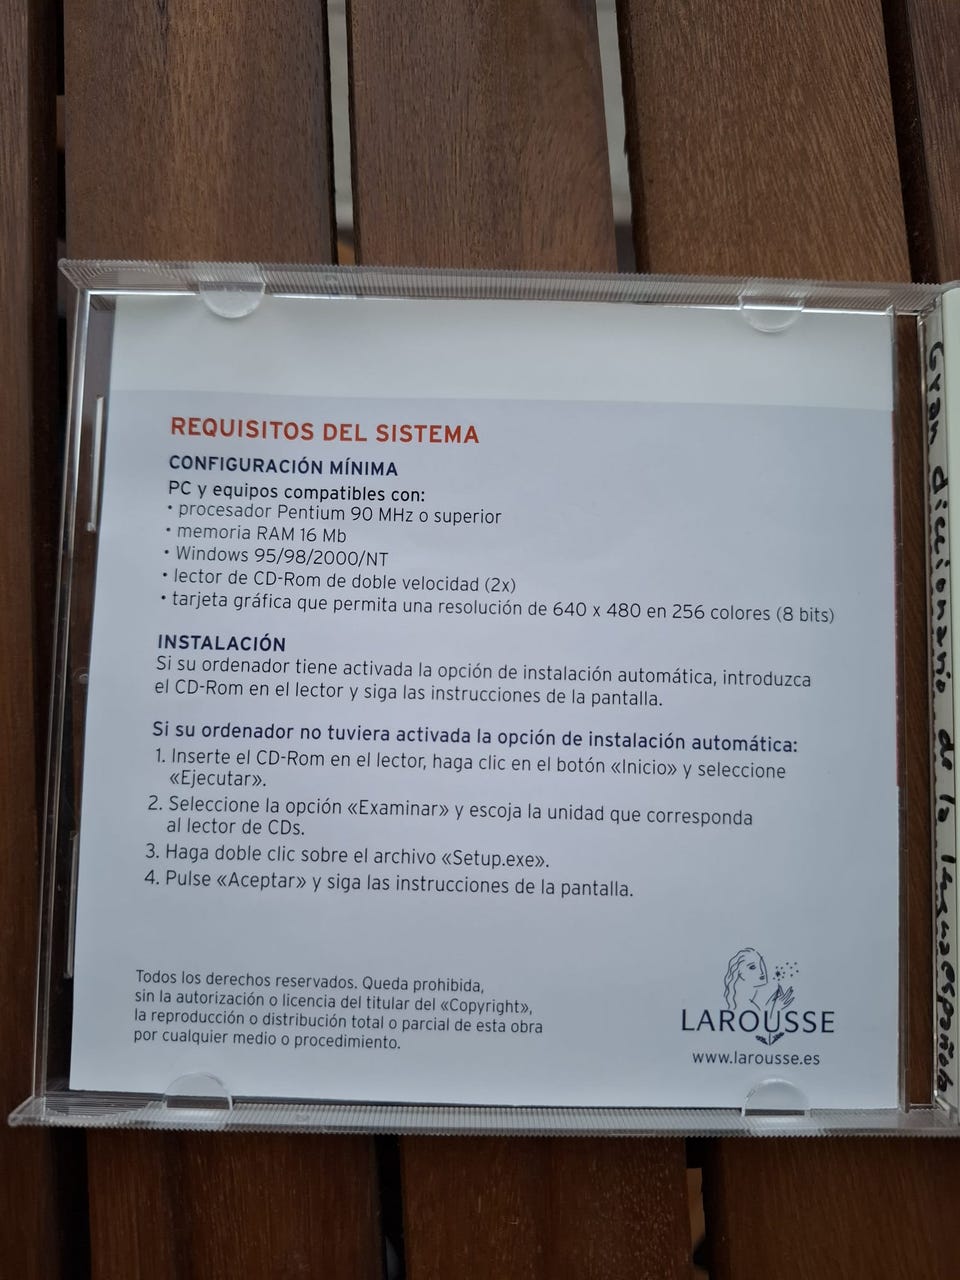 REQUISITOS DEL SISTEMA
CONFIGURACIÓN MÍNIMA
PC y equipos compatibles con:
• procesador Pentium 90 MHz o superior
• memoria RAM 16 Mb
• Windows 95/98/2000/NT
• lector de CD-Rom de doble velocidad (2x)
• tarjeta gráfica que permita una resolución de 640 x 480 en 256 colores (8 bits)
INSTALACIÓN
Si su ordenador tiene activada la opción de instalación automática, introduzca
el CD-Rom en el lector y siga las instrucciones de la pantalla.
Si su ordenador no tuviera activada la opción de instalación automática:
1. Inserte el CD-Rom en el lector, haga clic en el botón «Inicio» y seleccione
«Ejecutar».
2. Seleccione la opción «Examinar» y escoja la unidad que corresponda
al lector de CDs.
3. Haga doble clic sobre el archivo «Setup.exe».
4. Pulse «Aceptar» y siga las instrucciones de la pantalla.
Todos los derechos reservados. Queda prohibida,
sin la autorización o licencia del titular del «Copyright»,
la reproducción o distribución total o parcial de esta obra
por cualquier medio o procedimiento.
LAROUSSE
www.larousse.es
Gran diccionario de la lengua española